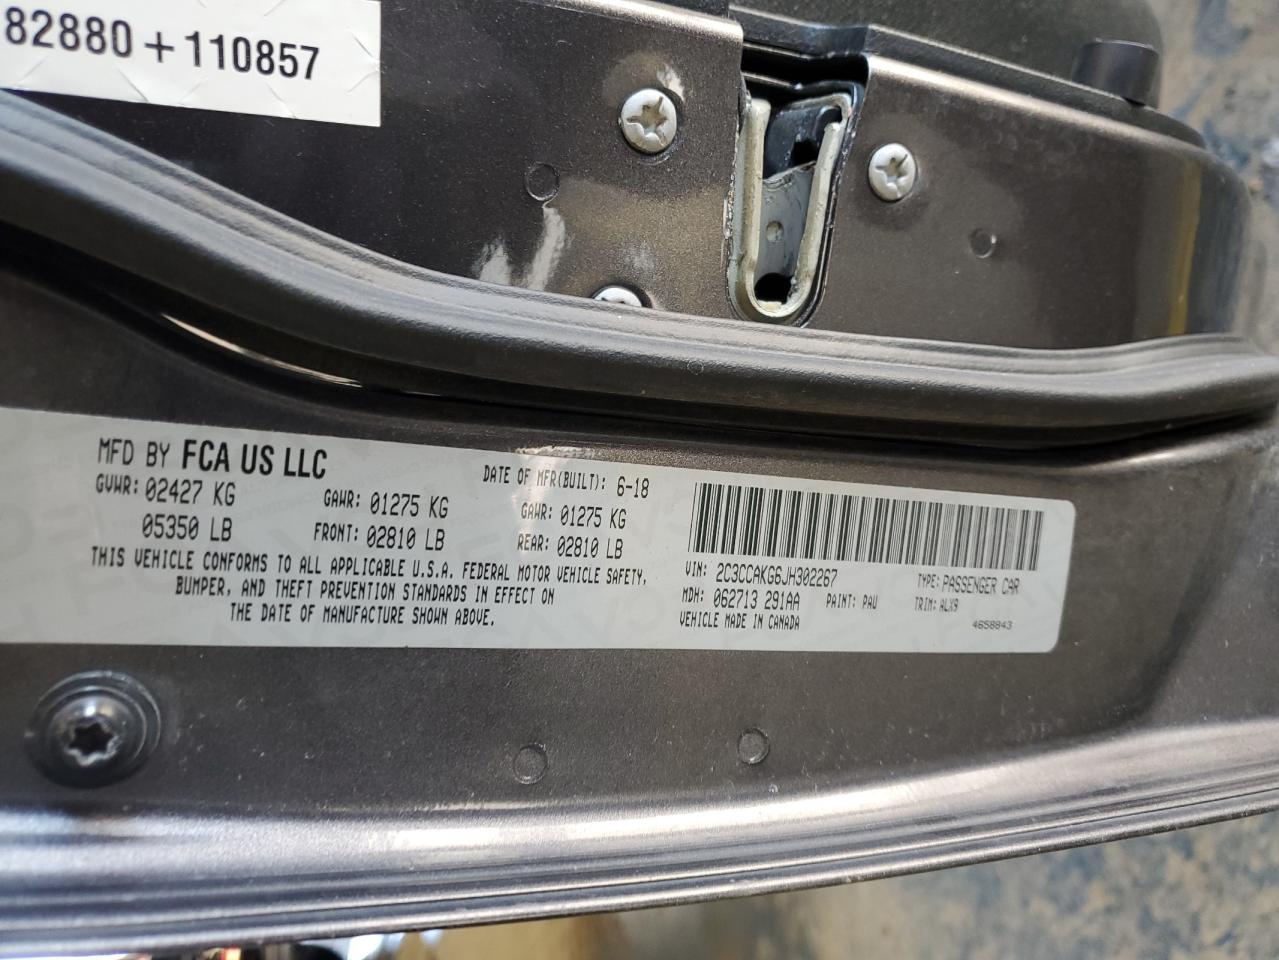 82880 + 110857
MFD BY FCA US LLC
DATE OF MFR(BUILT): 6-18
GVWR: 02427 KG GAWR: 01275 KG GAWR: 01275 KG
05350 LB FRONT: 02810 LB REAR: 02810 LB
THIS VEHICLE CONFORMS TO ALL APPLICABLE U.S.A. FEDERAL MOTOR VEHICLE SAFETY,
BUMPER, AND THEFT PREVENTION STANDARDS IN EFFECT ON
THE DATE OF MANUFACTURE SHOWN ABOVE.
VIN: 2C3CCAKG6JH302267 TYPE: PASSENGER CAR
MDH: 062713 291AA PAINT: PAU TRIM: ALX9
VEHICLE MADE IN CANADA
4658843